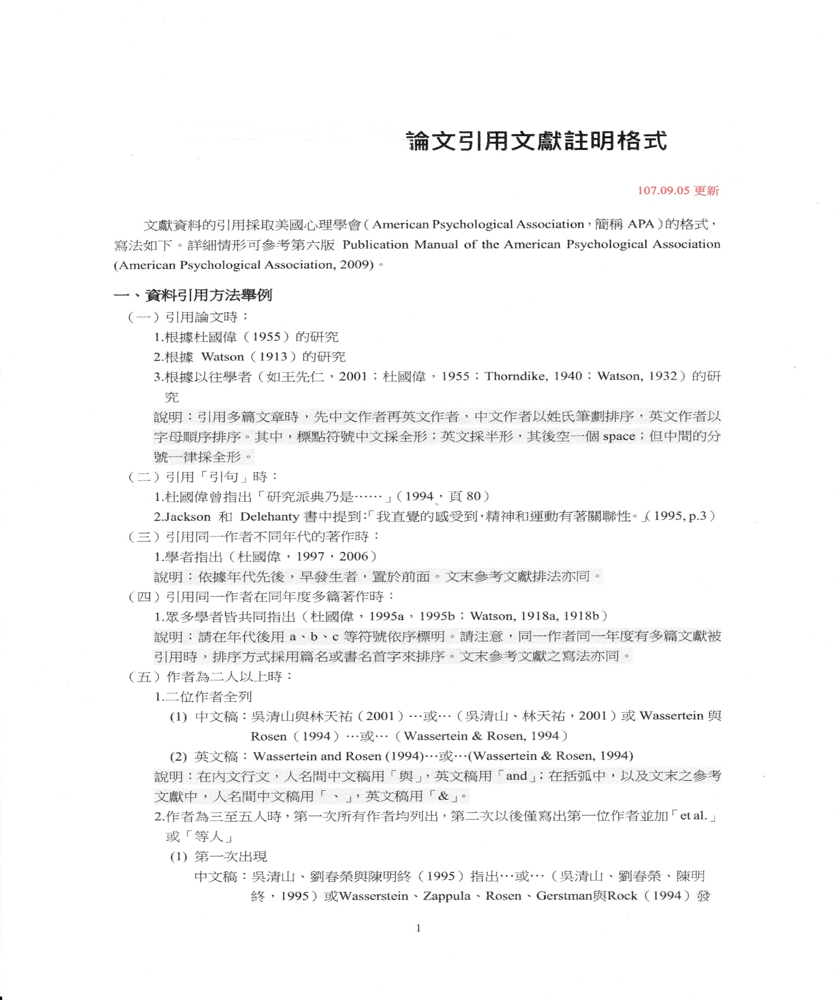 論文引用文獻註明格式
107.09.05 更新
文獻資料的引用採取美國心理學會（American Psychological Association，簡稱 APA）的格式，
寫法如下。詳細情形可參考第六版 Publication Manual of the American Psychological Association
(American Psychological Association, 2009)。
一、資料引用方法舉例
（一）引用論文時：
1.根據杜國偉（1955）的研究
2.根據 Watson（1913）的研究
3.根據以往學者（如王先仁，2001；杜國偉，1955；Thorndike, 1940；Watson, 1932）的研
究
說明：引用多篇文章時，先中文作者再英文作者，中文作者以姓氏筆劃排序，英文作者以
字母順序排序。其中，標點符號中文採全形；英文採半形，其後空一個 space；但中間的分
號一律採全形。
（二）引用「引句」時：
1.杜國偉曾指出「研究派典乃是……」（1994，頁 80）
2.Jackson 和 Delehanty 書中提到：「我直覺的感受到，精神和運動有著關聯性。」（1995, p.3）
（三）引用同一作者不同年代的著作時：
1.學者指出（杜國偉，1997，2006）
說明：依據年代先後，早發生者，置於前面。文末參考文獻排法亦同。
（四）引用同一作者在同年度多篇著作時：
1.眾多學者皆共同指出（杜國偉，1995a，1995b；Watson, 1918a, 1918b）
說明：請在年代後用 a、b、c 等符號依序標明。請注意，同一作者同一年度有多篇文獻被
引用時，排序方式採用篇名或書名首字來排序。文末參考文獻之寫法亦同。
（五）作者為二人以上時：
1.二位作者全列
(1) 中文稿：吳清山與林天祐（2001）…或…（吳清山、林天祐，2001）或 Wassertein 與
Rosen（1994）…或…（Wassertein & Rosen, 1994）
(2) 英文稿：Wassertein and Rosen (1994)…或…(Wassertein & Rosen, 1994)
說明：在內文行文，人名間中文稿用「與」，英文稿用「and」；在括弧中，以及文末之參考
文獻中，人名間中文稿用「、」，英文稿用「&」。
2.作者為三至五人時，第一次所有作者均列出，第二次以後僅寫出第一位作者並加「et al.」
或「等人」
(1) 第一次出現
中文稿：吳清山、劉春榮與陳明終（1995）指出…或…（吳清山、劉春榮、陳明
終，1995）或Wasserstein、Zappula、Rosen、Gerstman與Rock（1994）發
1